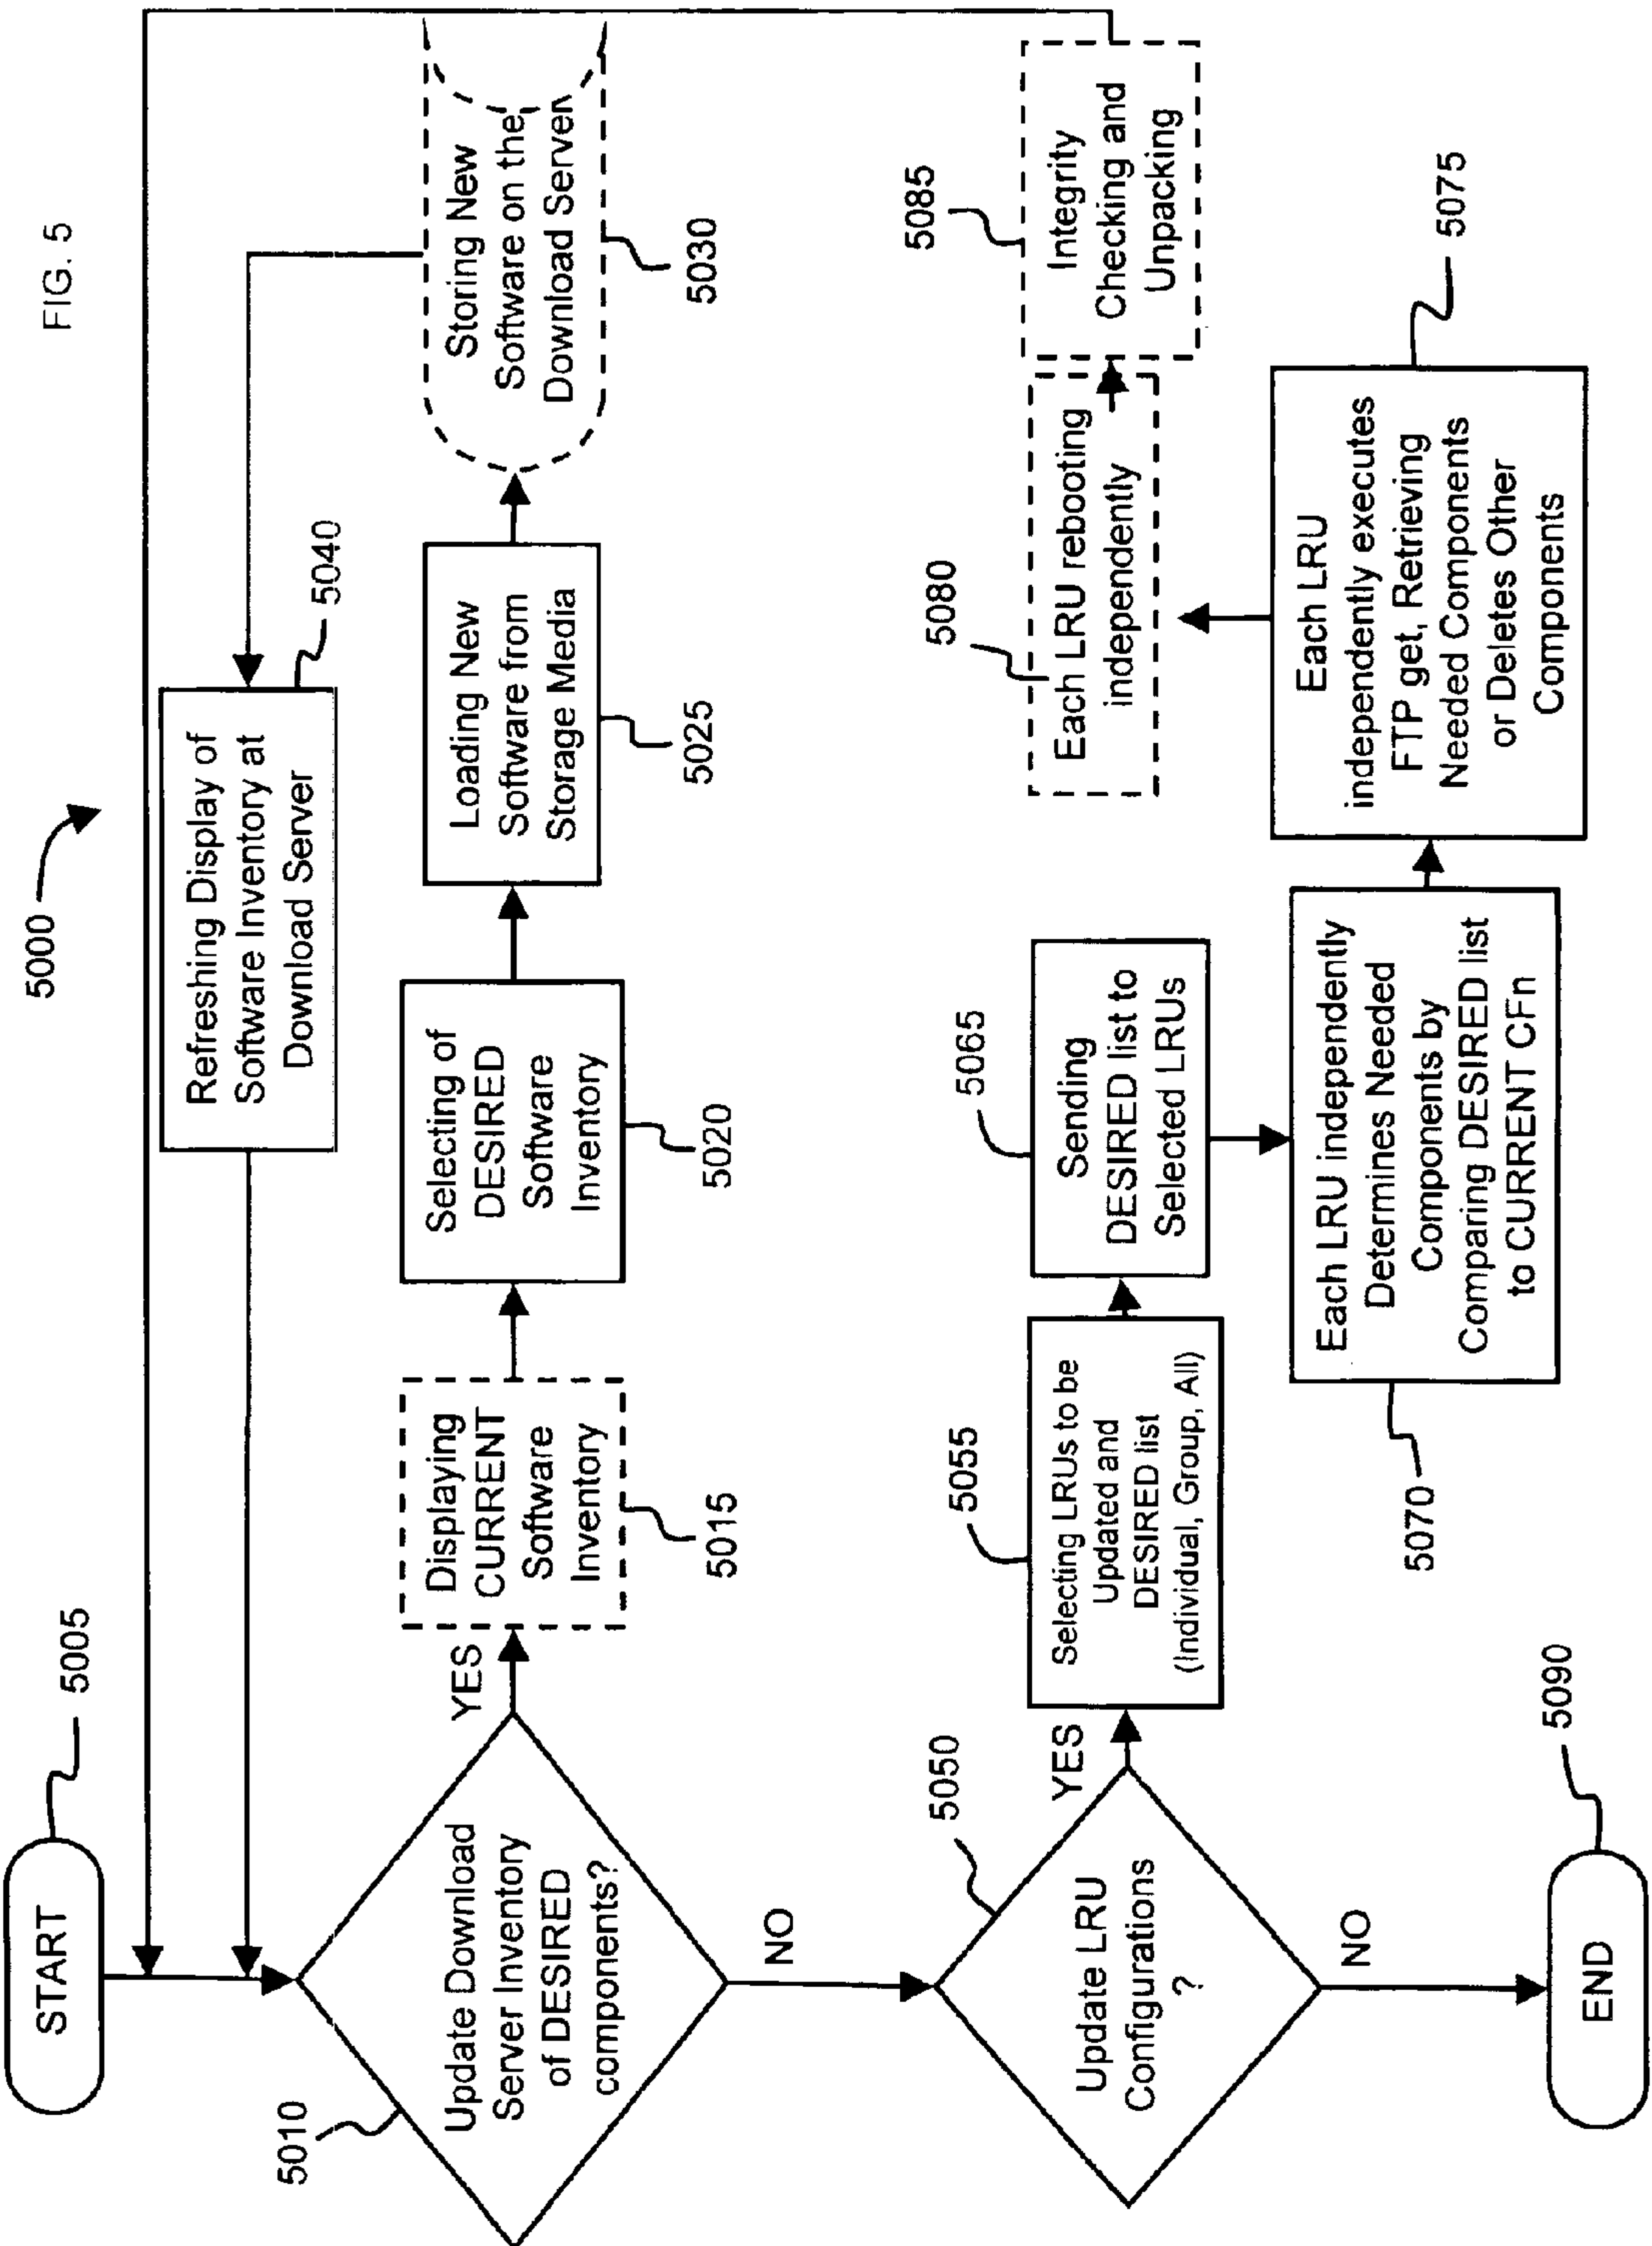 FIG. 5
5000
START
5005
Refreshing Display of
Software Inventory at
Download Server
5040
5010
Update Download
Server Inventory
of DESIRED
components?
YES
NO
Displaying
CURRENT
Software
Inventory
5015
Selecting of
DESIRED
Software
Inventory
5020
Loading New
Software from
Storage Media
5025
Storing New
Software on the
Download Server
5030
5050
Update LRU
Configurations
?
YES
NO
5055
Selecting LRUs to be
Updated and
DESIRED list
(Individual, Group, All)
5065
Sending
DESIRED list to
Selected LRUs
5070
Each LRU independently
Determines Needed
Components by
Comparing DESIRED list
to CURRENT CFn
5075
Each LRU
independently executes
FTP get, Retrieving
Needed Components
or Deletes Other
Components
5080
Each LRU rebooting
independently
5085
Integrity
Checking and
Unpacking
5090
END